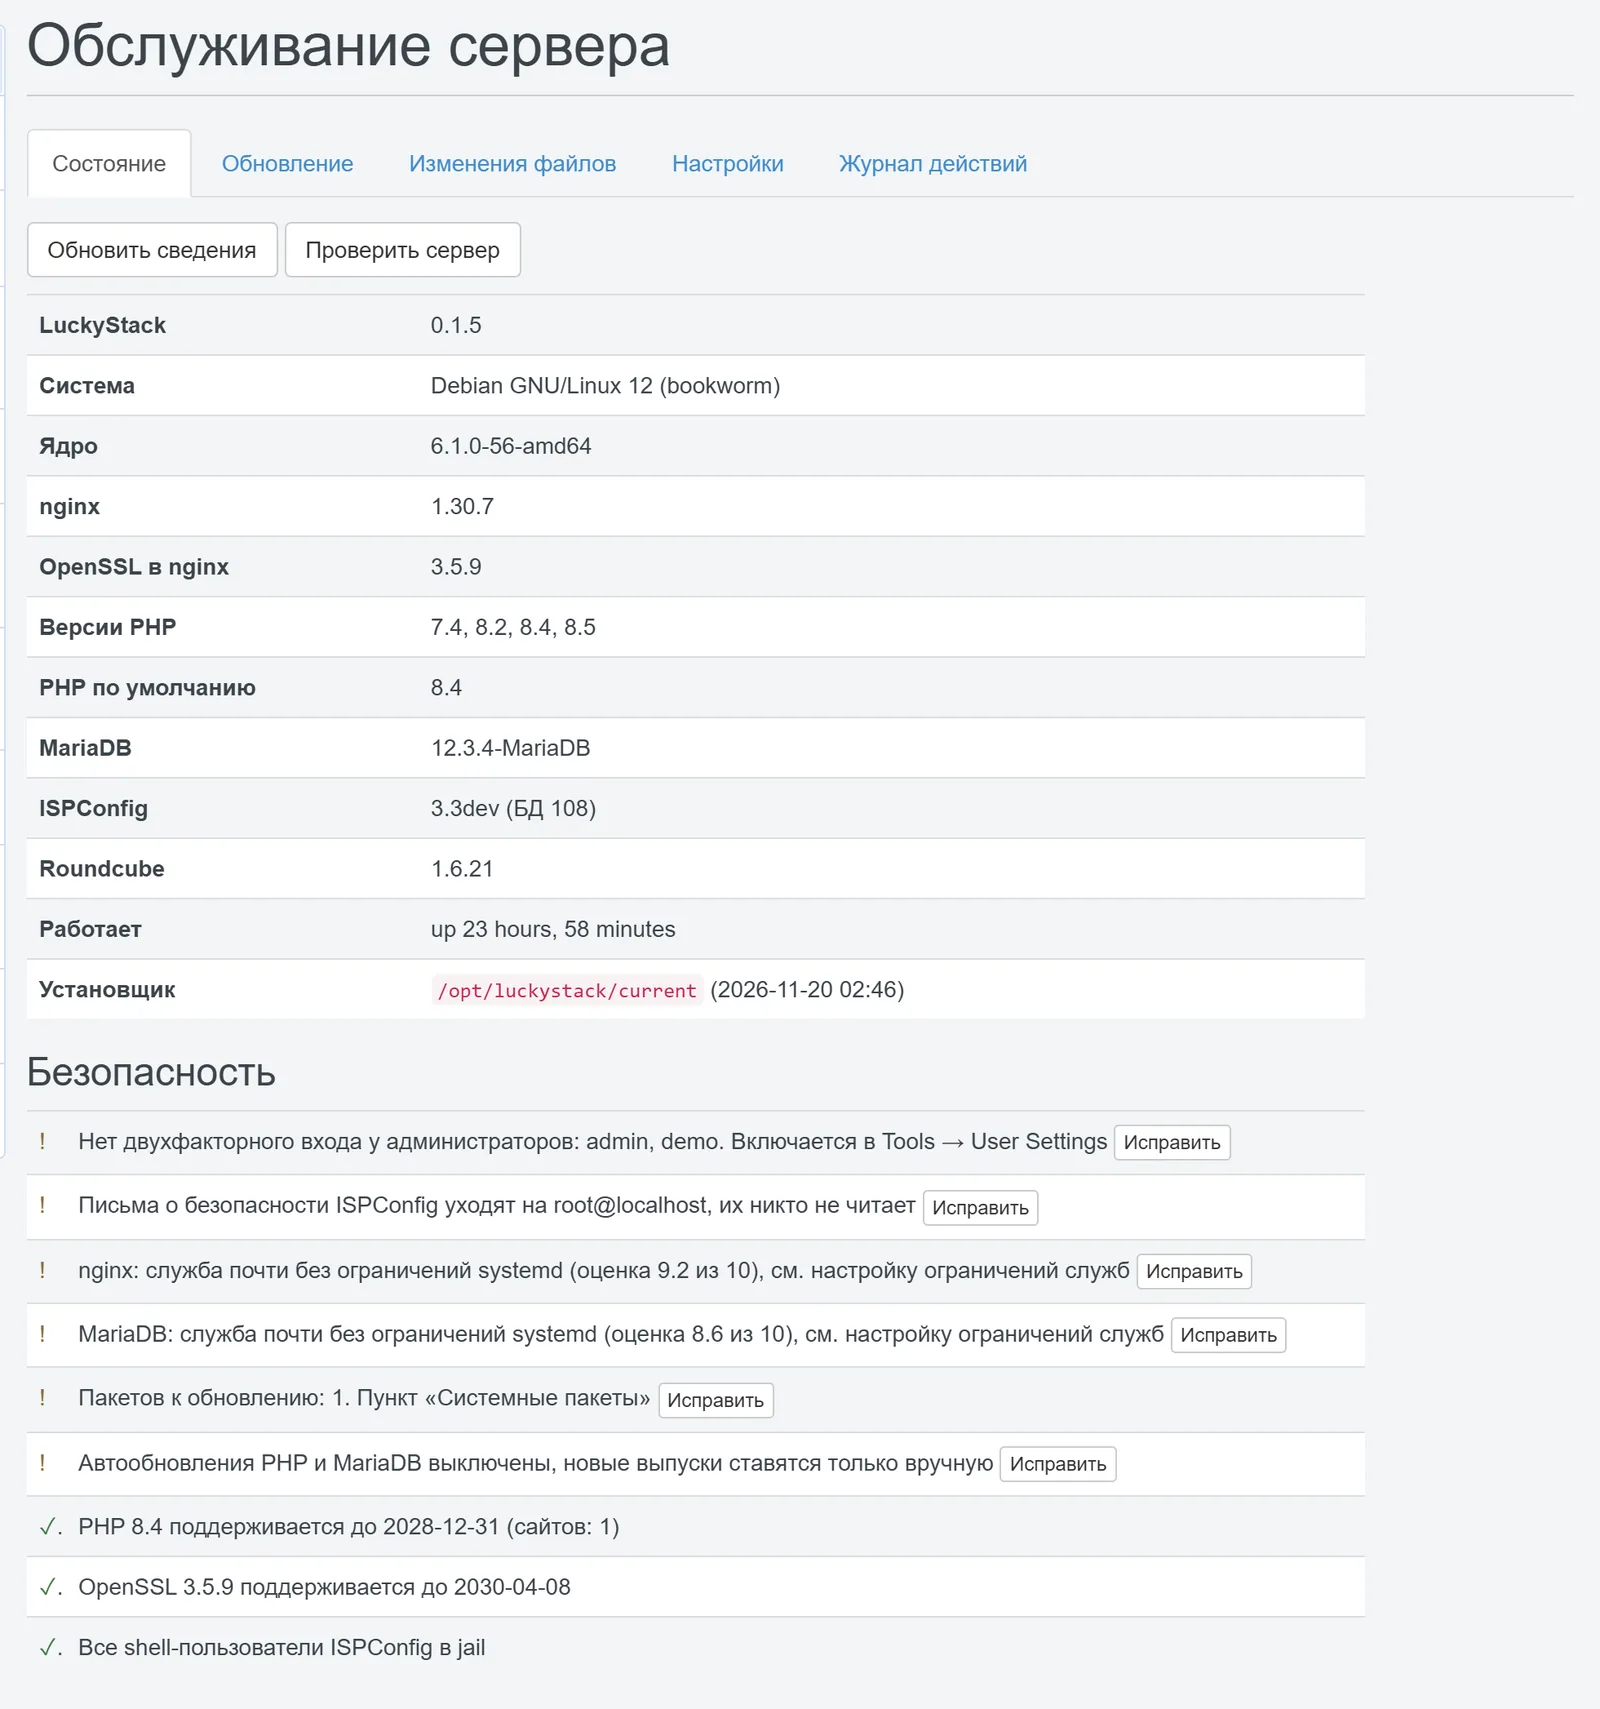 Обслуживание сервера
Состояние Обновление Изменения файлов Настройки Журнал действий
Обновить сведения Проверить сервер
LuckyStack 0.1.5
Система Debian GNU/Linux 12 (bookworm)
Ядро 6.1.0-56-amd64
nginx 1.30.7
OpenSSL в nginx 3.5.9
Версии PHP 7.4, 8.2, 8.4, 8.5
PHP по умолчанию 8.4
MariaDB 12.3.4-MariaDB
ISPConfig 3.3dev (БД 108)
Roundcube 1.6.21
Работает up 23 hours, 58 minutes
Установщик /opt/luckystack/current (2026-11-20 02:46)
Безопасность
! Нет двухфакторного входа у администраторов: admin, demo. Включается в Tools → User Settings Исправить
! Письма о безопасности ISPConfig уходят на root@localhost, их никто не читает Исправить
! nginx: служба почти без ограничений systemd (оценка 9.2 из 10), см. настройку ограничений служб Исправить
! MariaDB: служба почти без ограничений systemd (оценка 8.6 из 10), см. настройку ограничений служб Исправить
! Пакетов к обновлению: 1. Пункт «Системные пакеты» Исправить
! Автообновления PHP и MariaDB выключены, новые выпуски ставятся только вручную Исправить
✓. PHP 8.4 поддерживается до 2028-12-31 (сайтов: 1)
✓. OpenSSL 3.5.9 поддерживается до 2030-04-08
✓. Все shell-пользователи ISPConfig в jail